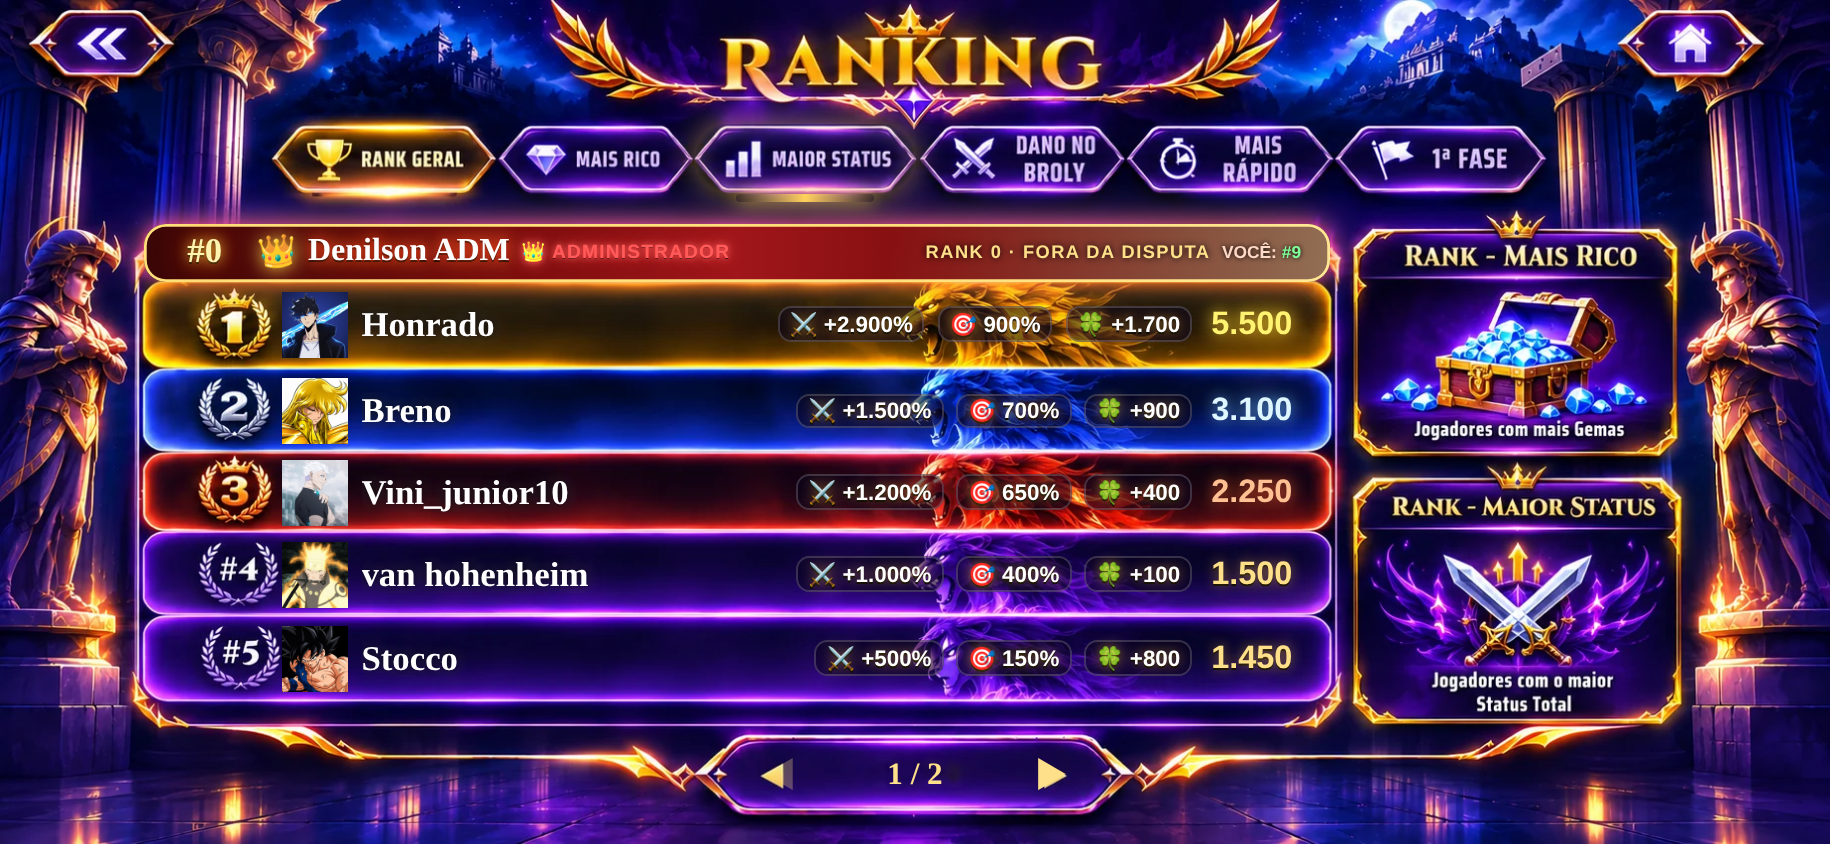 RANKING
RANK GERAL
MAIS RICO
MAIOR STATUS
DANO NO
BROLY
MAIS
RÁPIDO
1ª FASE
#0 Denilson ADM ADMINISTRADOR RANK 0 · FORA DA DISPUTA VOCÊ: #9
1 Honrado +2.900% 900% +1.700 5.500
2 Breno +1.500% 700% +900 3.100
3 Vini_junior10 +1.200% 650% +400 2.250
#4 van hohenheim +1.000% 400% +100 1.500
#5 Stocco +500% 150% +800 1.450
1 / 2
RANK - MAIS RICO
Jogadores com mais Gemas
RANK - MAIOR STATUS
Jogadores com o maior
Status Total